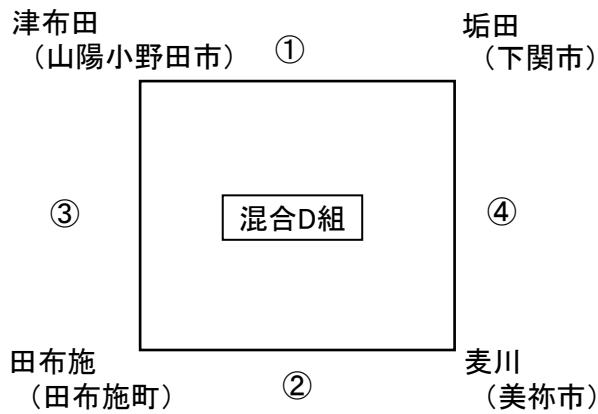 津布田
（山陽小野田市）
①
垢田
（下関市）
③
混合D組
④
田布施
（田布施町）
②
麦川
（美祢市）